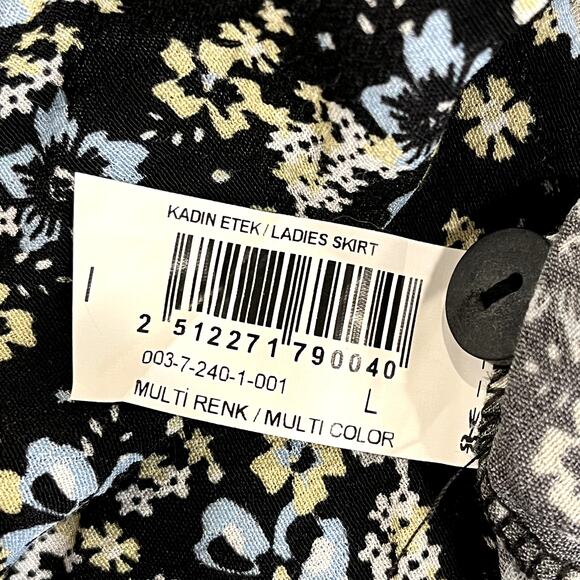 KADIN ETEK / LADIES SKIRT
2 512271 790040
003-7-240-1-001 L
MULTİ RENK / MULTI COLOR